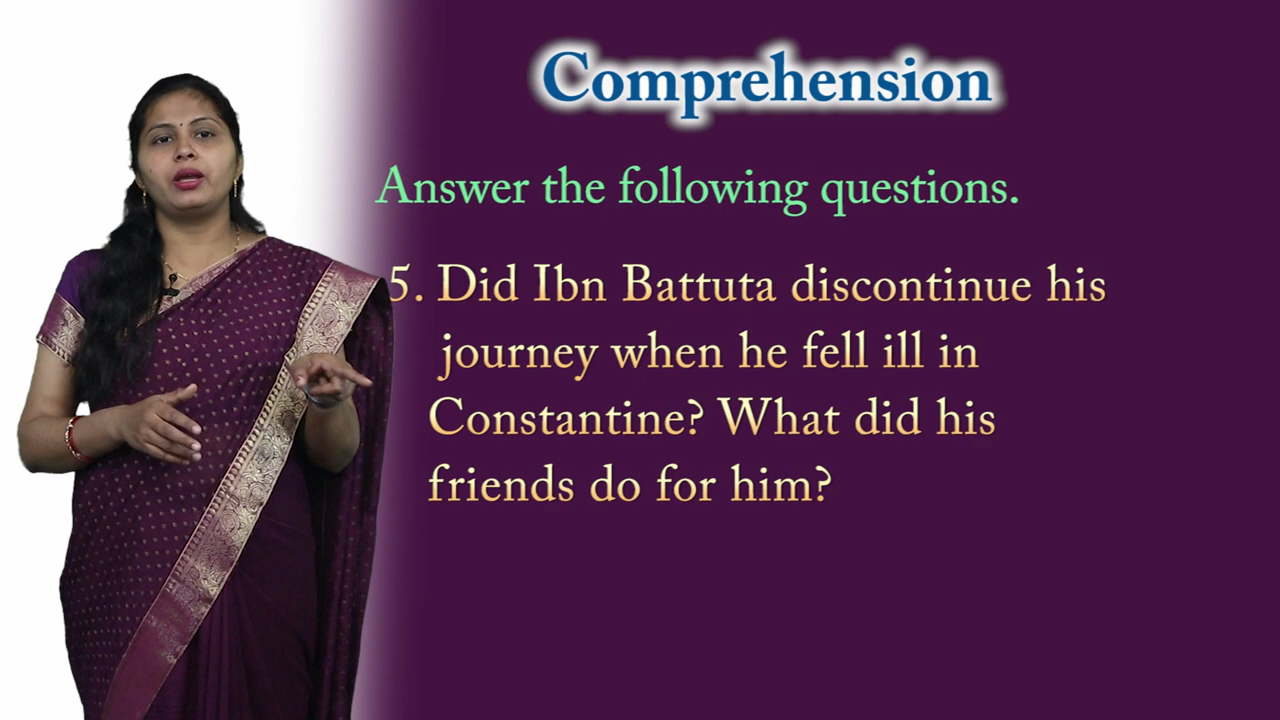 Comprehension
Answer the following questions.
5. Did Ibn Battuta discontinue his
journey when he fell ill in
Constantine? What did his
friends do for him?